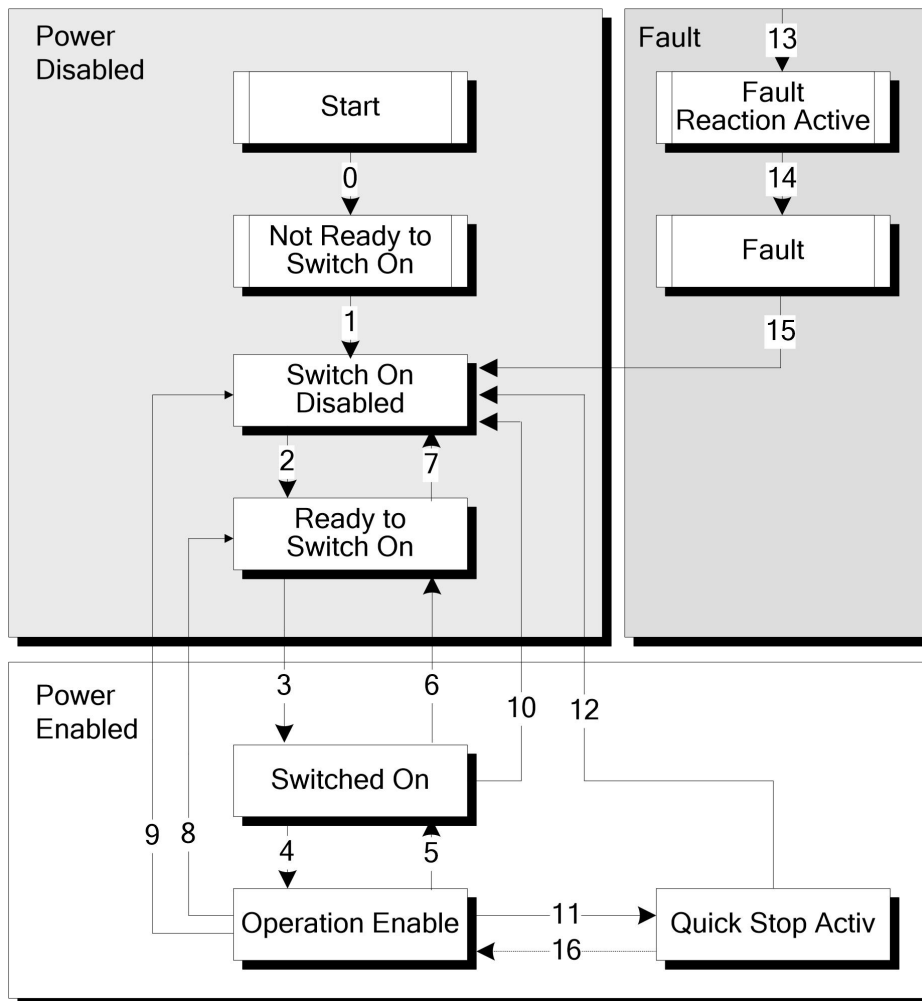 Power
Disabled
Start
0
Not Ready to
Switch On
1
Switch On
Disabled
2
7
Ready to
Switch On
Fault
13
Fault
Reaction Active
14
Fault
15
Power
Enabled
3
6
10
12
Switched On
9
8
4
5
Operation Enable
11
16
Quick Stop Activ